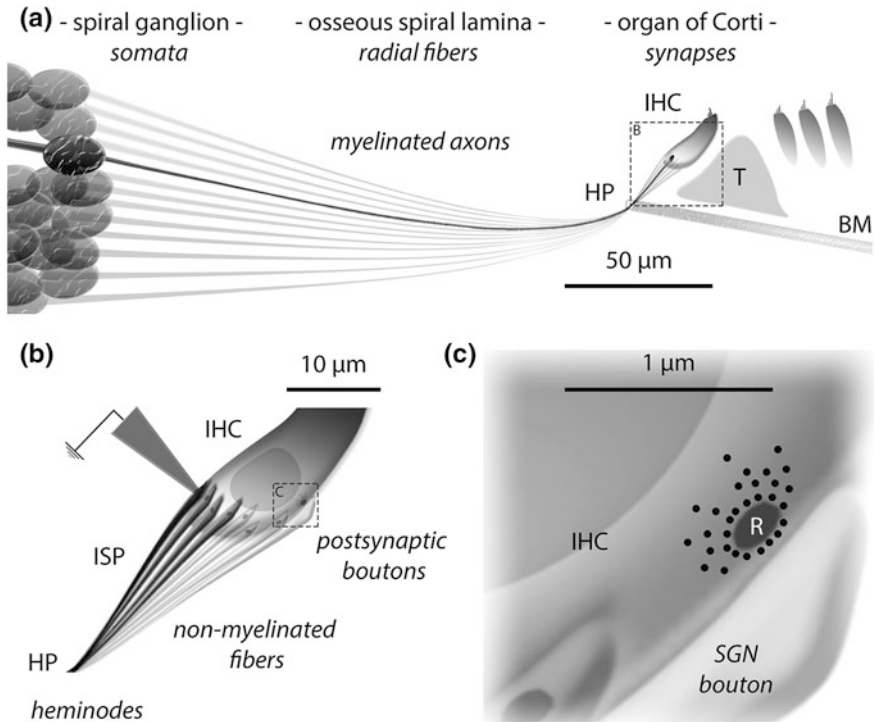 (a)
- spiral ganglion - - osseous spiral lamina - - organ of Corti -
somata radial fibers synapses
IHC
B
myelinated axons
HP
T
BM
50 µm
(b)
10 µm
IHC
C
ISP
postsynaptic
boutons
non-myelinated
fibers
HP
heminodes
(c)
1 µm
R
IHC
SGN
bouton